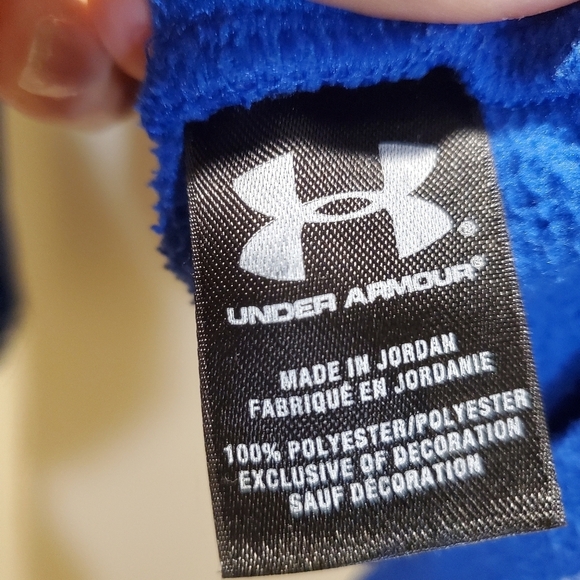 UNDER ARMOUR®
MADE IN JORDAN
FABRIQUÉ EN JORDANIE
100% POLYESTER/POLYESTER
EXCLUSIVE OF DECORATION
SAUF DÉCORATION